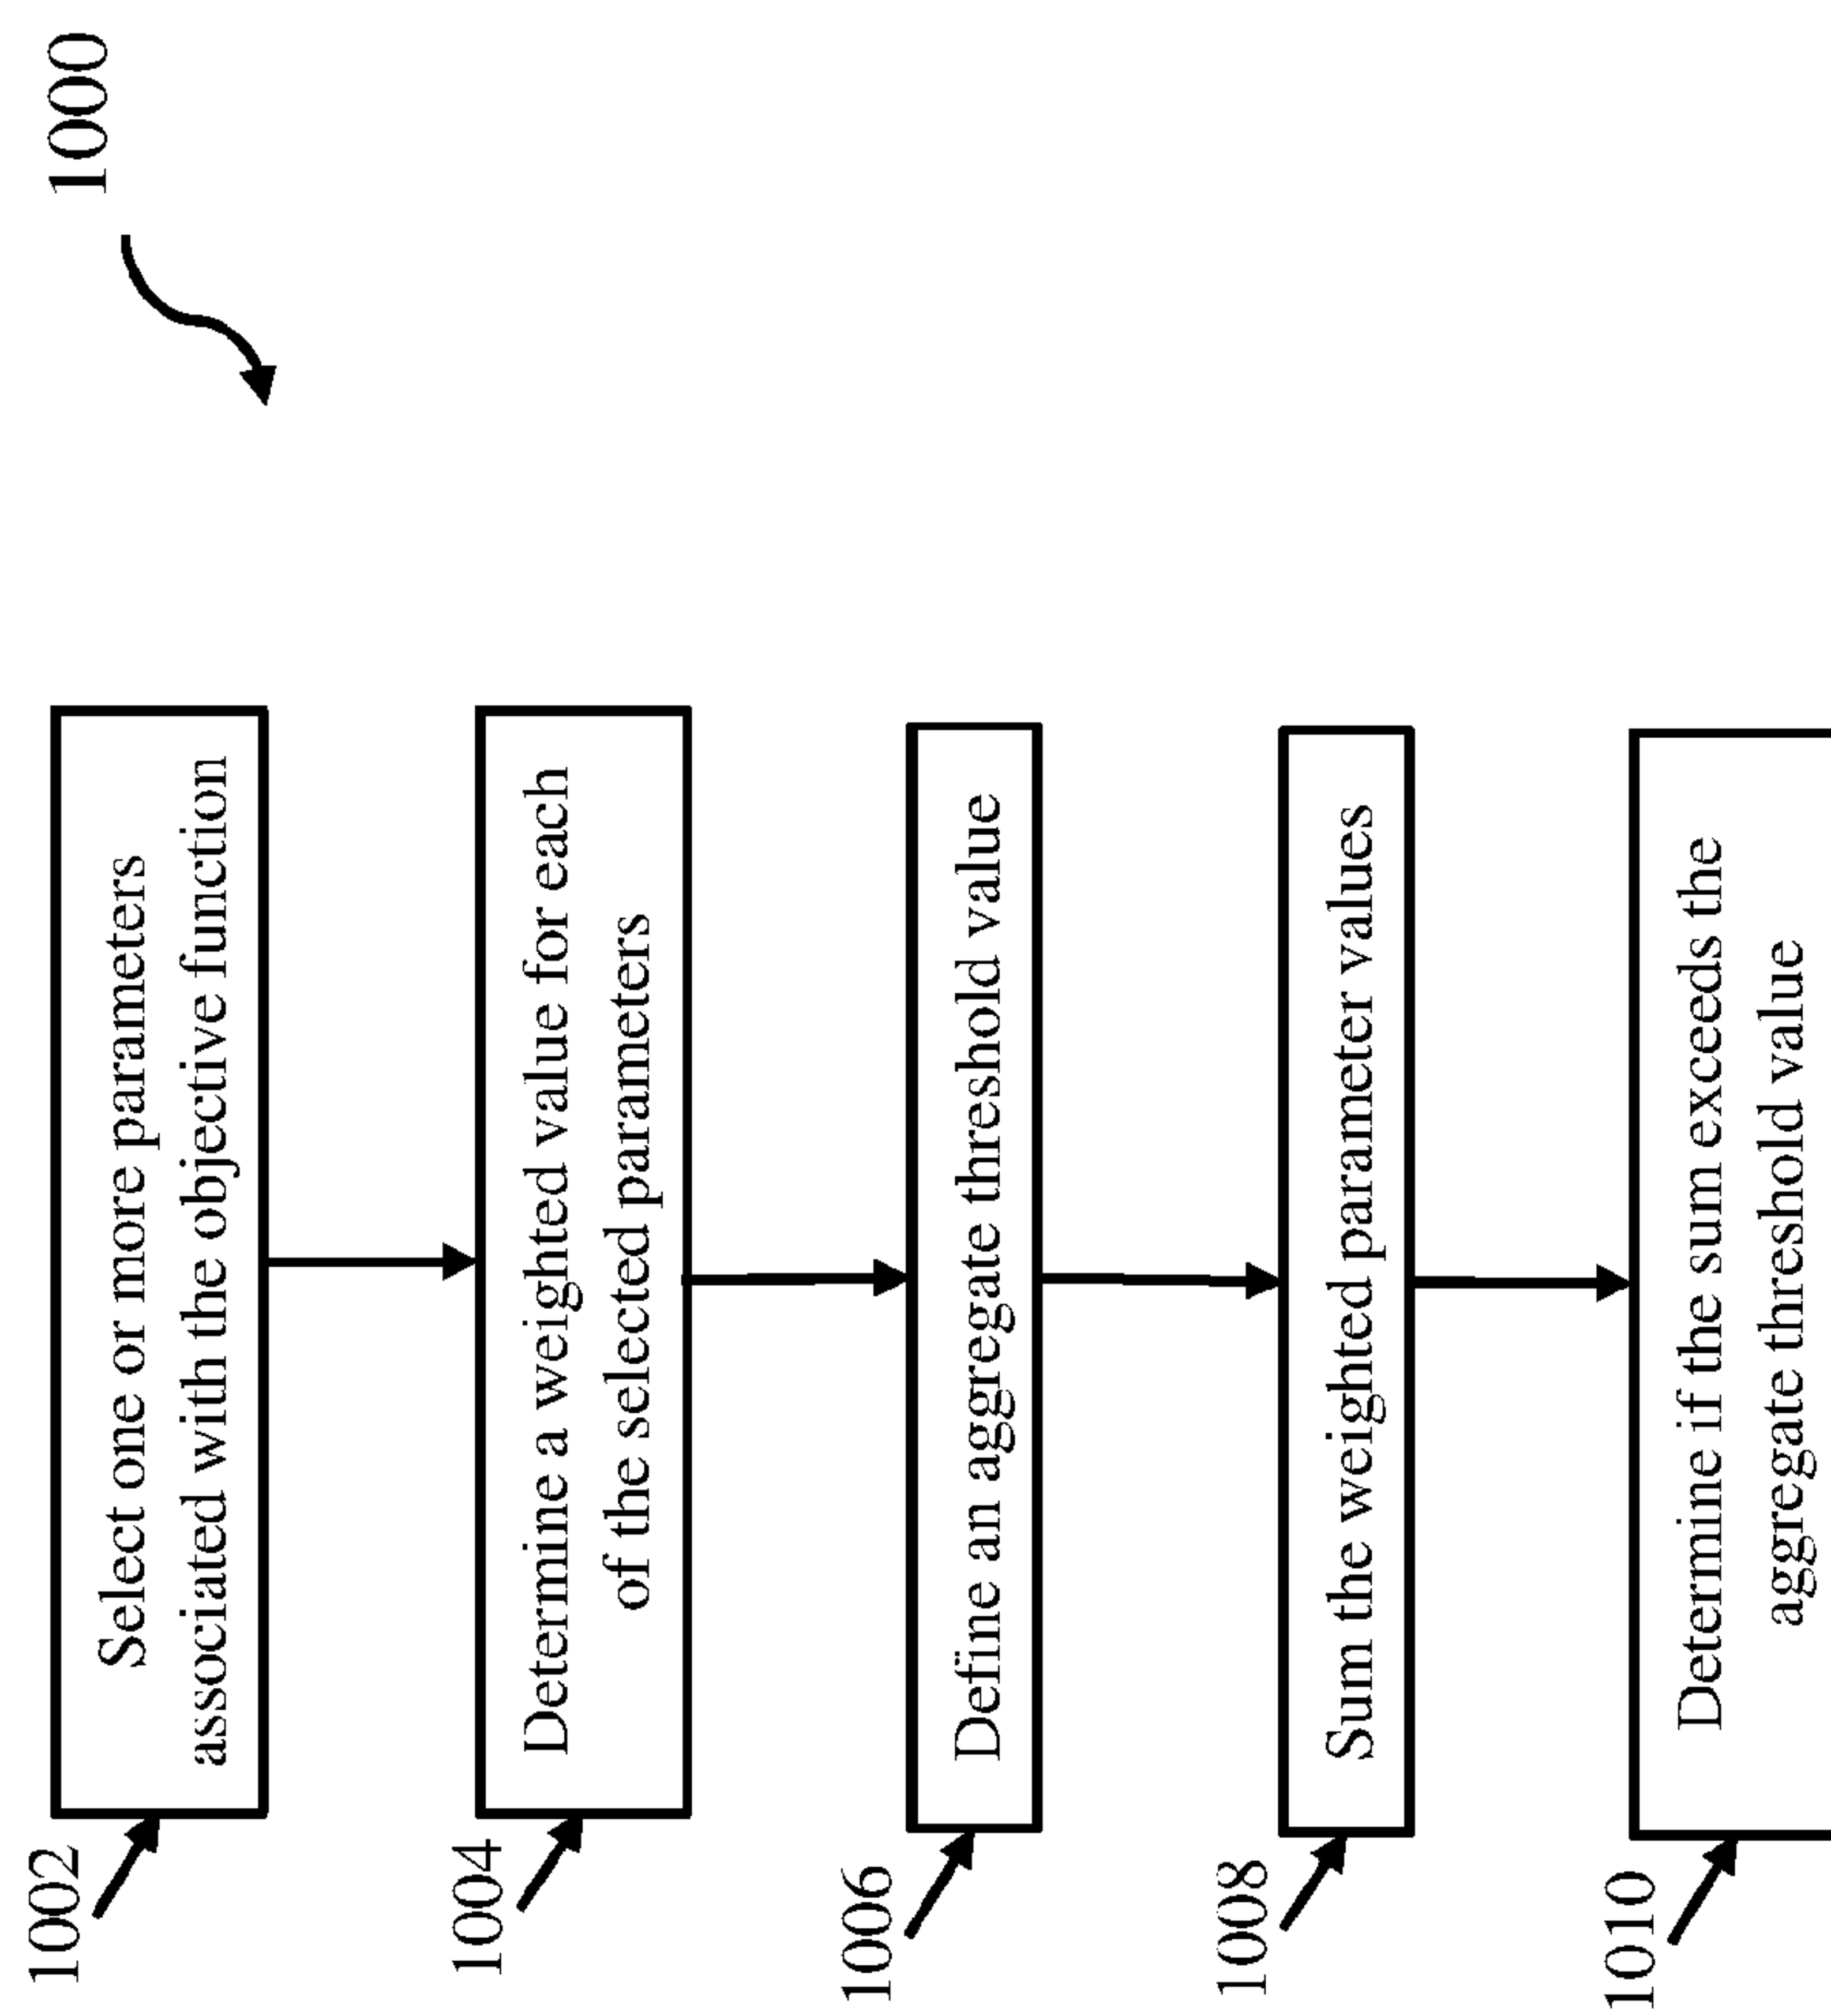 1000
1002
Select one or more parameters
associated with the objective function
1004
Determine a weighted value for each
of the selected parameters
1006
Define an aggregate threshold value
1008
Sum the weighted parameter values
1010
Determine if the sum exceeds the
aggregate threshold value